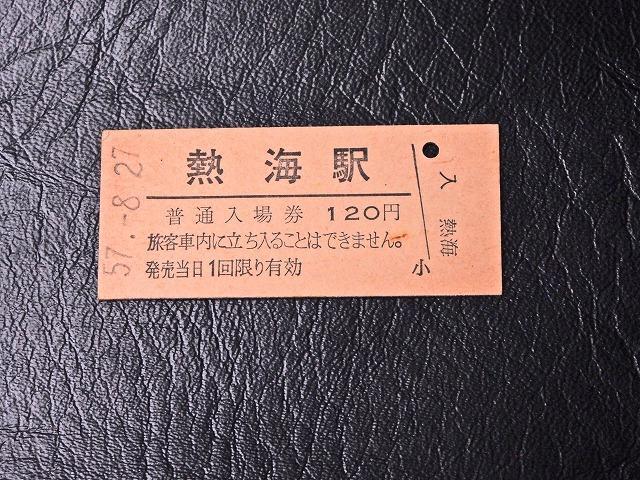 57.-8.27
熱海駅
普通入場券 120円
旅客車内に立ち入ることはできません。
発売当日1回限り有効
入
熱海
小